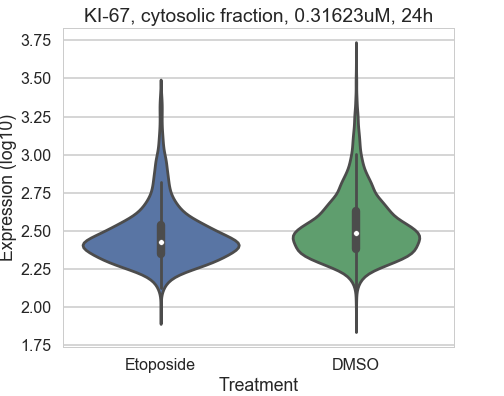 KI-67, cytosolic fraction, 0.31623uM, 24h
3.75
3.50
3.25
3.00
2.75
2.50
2.25
2.00
1.75
Expression (log10)
Etoposide DMSO
Treatment